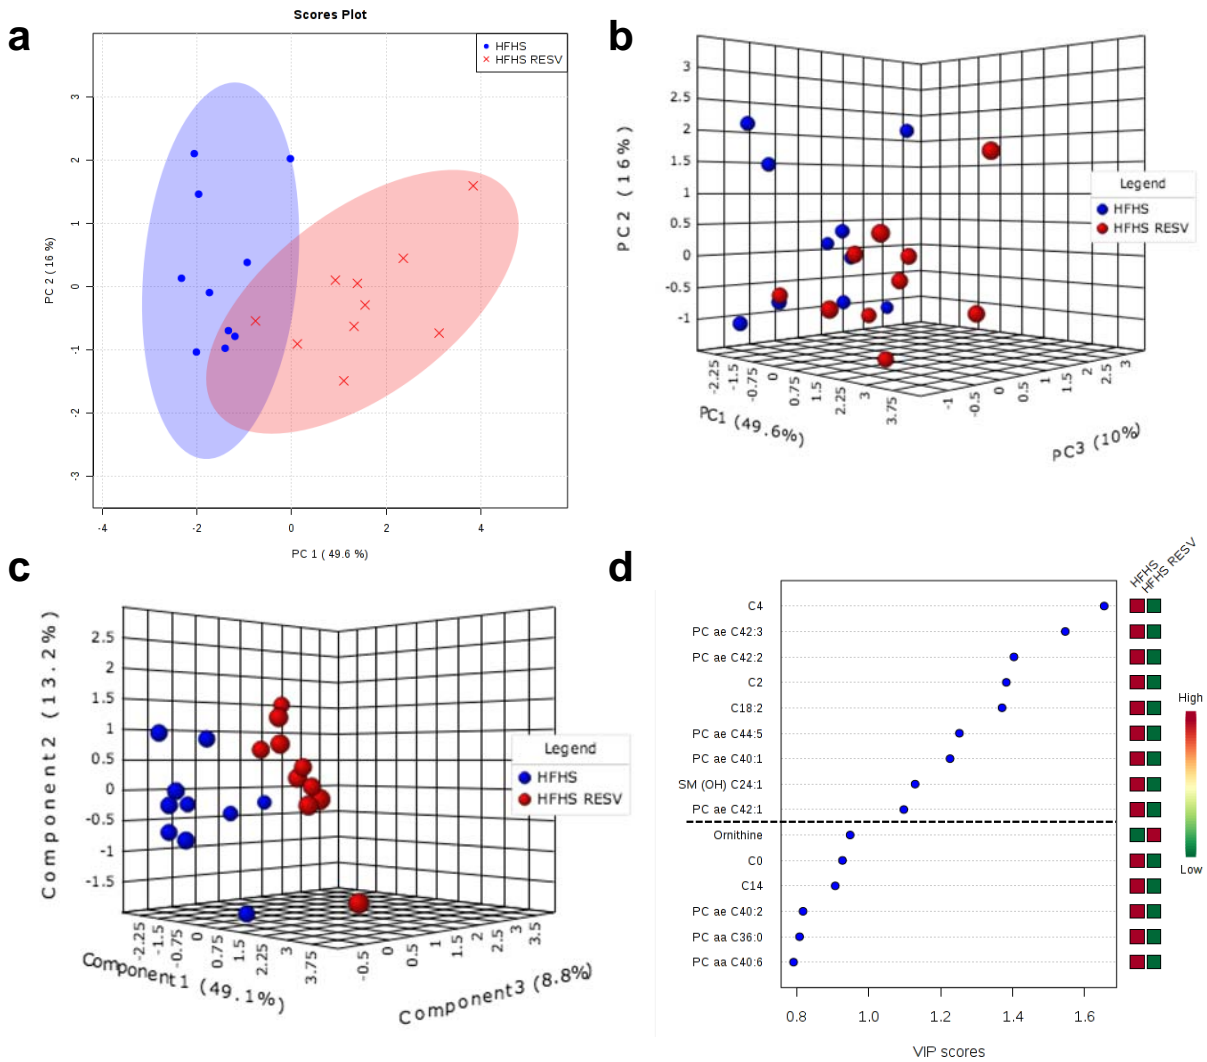 a
Scores Plot
HFHS
HFHS RESV
PC 2 ( 16 %)
3
2
1
0
-1
-2
-3
-4
-2
0
2
4
PC 1 ( 49.6 %)
b
PC2 (16%)
3
2.5
2
1.5
1
0.5
0
-0.5
-1
Legend
HFHS
HFHS RESV
-2.25
-1.5
-0.75
0
0.75
1.5
2.25
3
3.75
-1
-0.5
0
0.5
1
1.5
2
2.5
3
PC1 (49.6%)
PC3 (10%)
c
Component2 (13.2%)
2.5
2
1.5
1
0.5
0
-0.5
-1
-1.5
Legend
HFHS
HFHS RESV
-2.25
-1.5
-0.75
0
0.75
1.5
2.25
3
3.75
-0.5
0
0.5
1
1.5
2
2.5
3
3.5
Component1 (49.1%)
Component3 (8.8%)
d
HFHS
HFHS RESV
C4
PC ae C42:3
PC ae C42:2
C2
C18:2
PC ae C44:5
PC ae C40:1
SM (OH) C24:1
PC ae C42:1
Ornithine
C0
C14
PC ae C40:2
PC aa C36:0
PC aa C40:6
High
Low
0.8
1.0
1.2
1.4
1.6
VIP scores